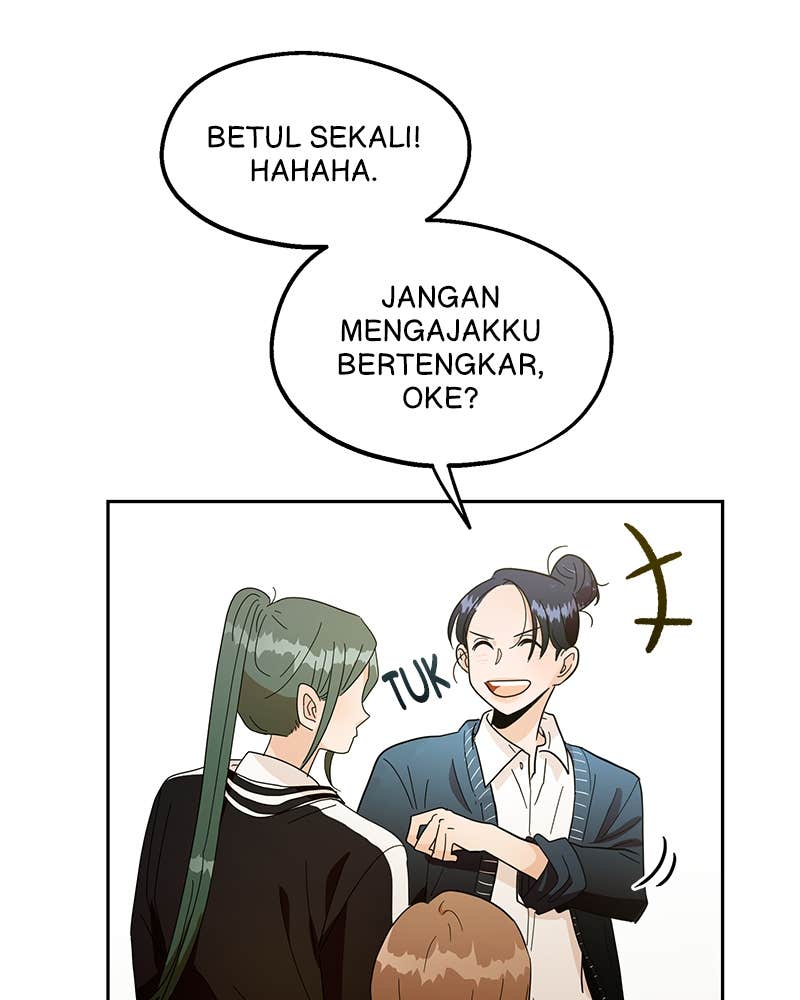 BETUL SEKALI!
HAHAHA.
JANGAN
MENGAJAKKU
BERTENGKAR,
OKE?
TUK